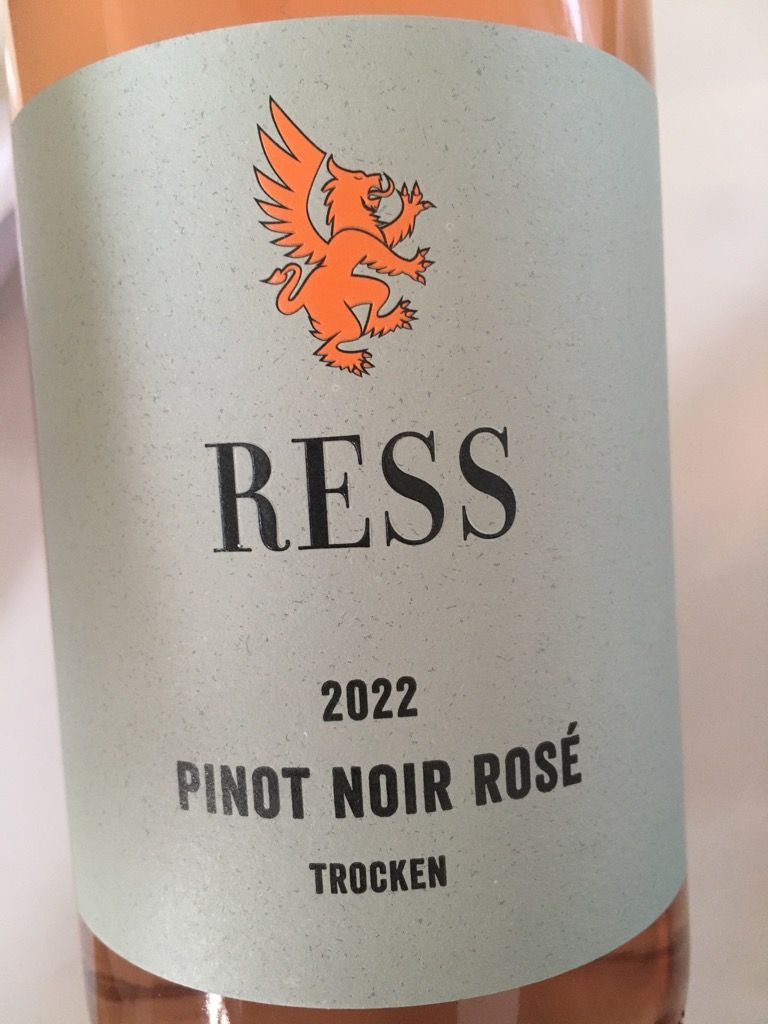 RESS
2022
PINOT NOIR ROSÉ
TROCKEN